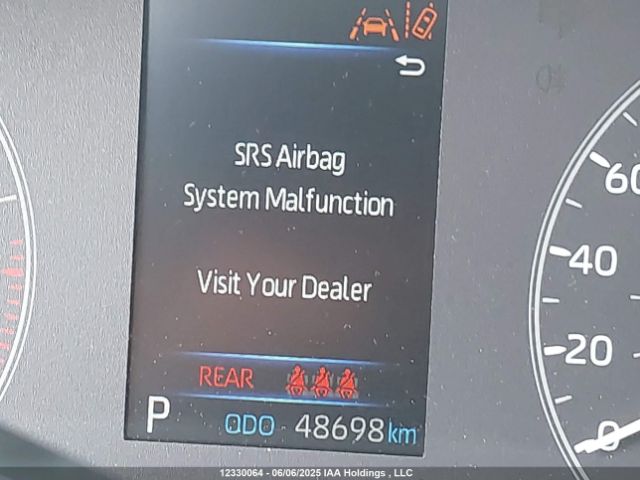 SRS Airbag
System Malfunction
Visit Your Dealer
REAR
P ODO 48698 km
60
40
20
0
12330064 - 06/06/2025 IAA Holdings , LLC